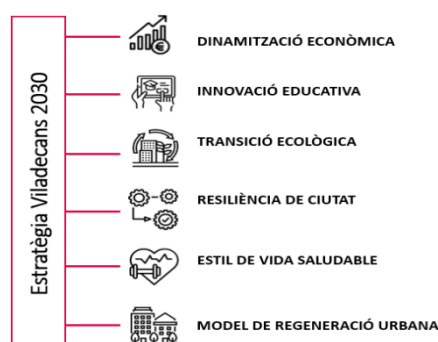 Estratègia Viladecans 2030
DINAMITZACIÓ ECONÒMICA
INNOVACIÓ EDUCATIVA
TRANSICIÓ ECOLÒGICA
RESILIÈNCIA DE CIUTAT
ESTIL DE VIDA SALUDABLE
MODEL DE REGENERACIÓ URBANA